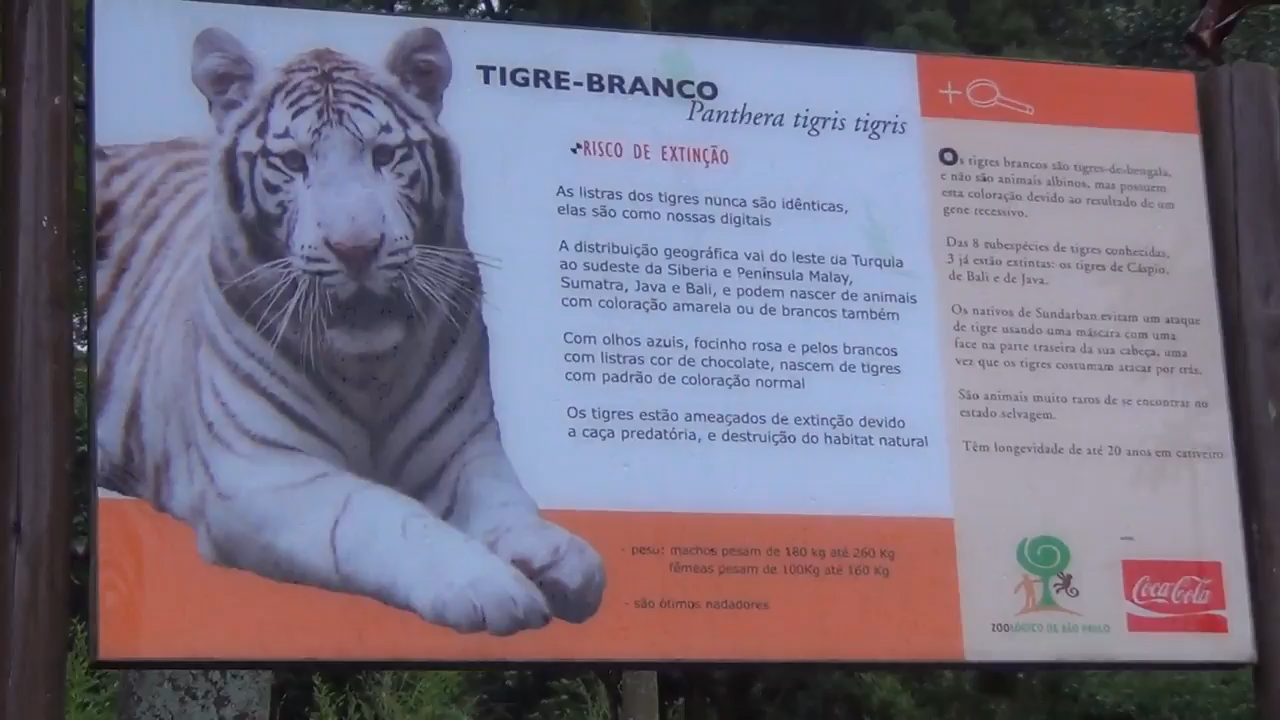 TIGRE-BRANCO
Panthera tigris tigris
RISCO DE EXTINÇÃO
As listras dos tigres nunca são idênticas,
elas são como nossas digitais
A distribuição geográfica vai do leste da Turquia
ao sudeste da Siberia e Península Malay,
Sumatra, Java e Bali, e podem nascer de animais
com coloração amarela ou de brancos também
Com olhos azuis, focinho rosa e pelos brancos
com listras cor de chocolate, nascem de tigres
com padrão de coloração normal
Os tigres estão ameaçados de extinção devido
a caça predatória, e destruição do habitat natural
- peso: machos pesam de 180 kg até 260 Kg
fêmeas pesam de 100Kg até 160 Kg
- são ótimos nadadores
Os tigres brancos são tigres-de-bengala,
e não são animais albinos, mas possuem
esta coloração devido ao resultado de um
gene recessivo.
Das 8 subespécies de tigres conhecidas,
3 já estão extintas: os tigres de Cáspio,
de Bali e de Java.
Os nativos de Sundarban evitam um ataque
de tigre usando uma máscara com uma
face na parte traseira da sua cabeça, uma
vez que os tigres costumam atacar por trás.
São animais muito raros de se encontrar no
estado selvagem.
Têm longevidade de até 20 anos em cativeiro
ZOOLÓGICO DE SÃO PAULO
Coca-Cola